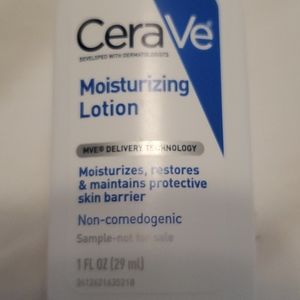 CeraVe
DEVELOPED WITH DERMATOLOGISTS
Moisturizing
Lotion
MVE® DELIVERY TECHNOLOGY
Moisturizes, restores
& maintains protective
skin barrier
Non-comedogenic
Sample-not for sale
1 FL OZ (29 ml)